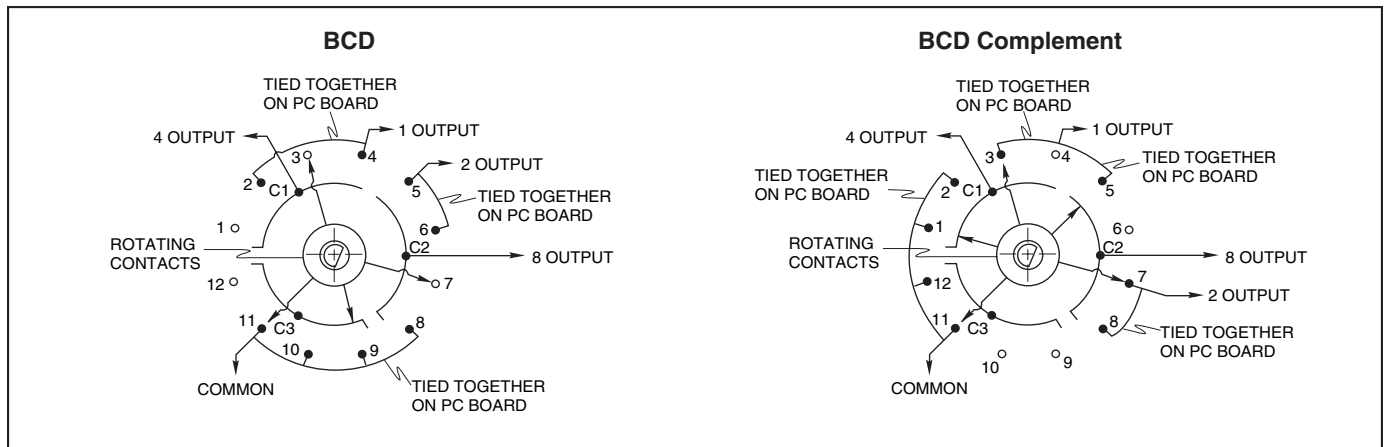 BCD
TIED TOGETHER
ON PC BOARD
4 OUTPUT
1 OUTPUT
3
4
2 OUTPUT
2
C1
5
TIED TOGETHER
ON PC BOARD
1
6
C2
ROTATING
CONTACTS
8 OUTPUT
12
7
11
C3
8
10
9
COMMON
TIED TOGETHER
ON PC BOARD
BCD Complement
TIED TOGETHER
ON PC BOARD
4 OUTPUT
1 OUTPUT
3
4
TIED TOGETHER
ON PC BOARD
TIED TOGETHER
ON PC BOARD
2
C1
5
1
6
C2
ROTATING
CONTACTS
8 OUTPUT
12
7
2 OUTPUT
11
C3
8
TIED TOGETHER
ON PC BOARD
10
9
COMMON